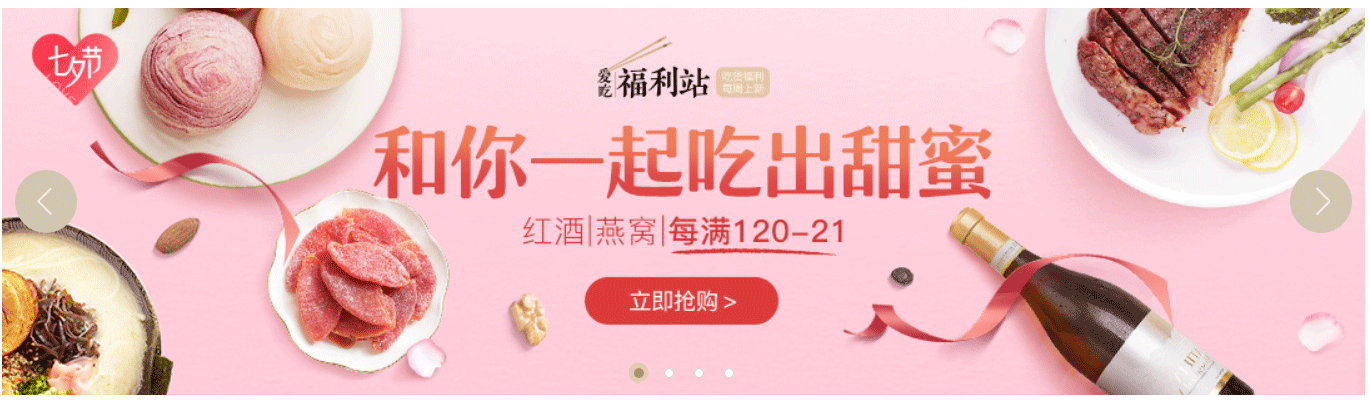 七夕节
爱吃 福利站
吃货福利
每周上新
和你一起吃出甜蜜
红酒|燕窝|每满120-21
立即抢购 >